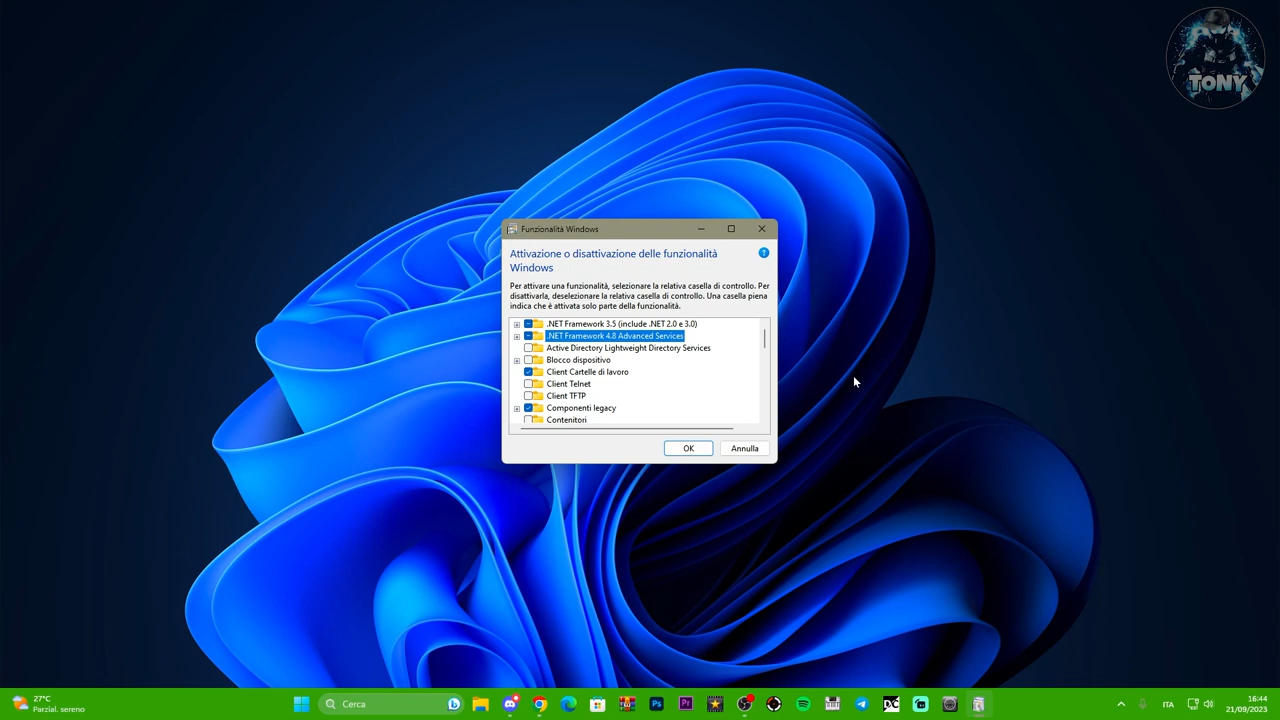 TONY
Funzionalità Windows
Attivazione o disattivazione delle funzionalità
Windows
Per attivare una funzionalità, selezionare la relativa casella di controllo. Per
disattivarla, deselezionare la relativa casella di controllo. Una casella piena
indica che è attivata solo parte della funzionalità.
.NET Framework 3.5 (include .NET 2.0 e 3.0)
.NET Framework 4.8 Advanced Services
Active Directory Lightweight Directory Services
Blocco dispositivo
Client Cartelle di lavoro
Client Telnet
Client TFTP
Componenti legacy
Contenitori
OK
Annulla
27°C
Parzial. sereno
Cerca
Ps
Pr
ITA
16:44
21/09/2023